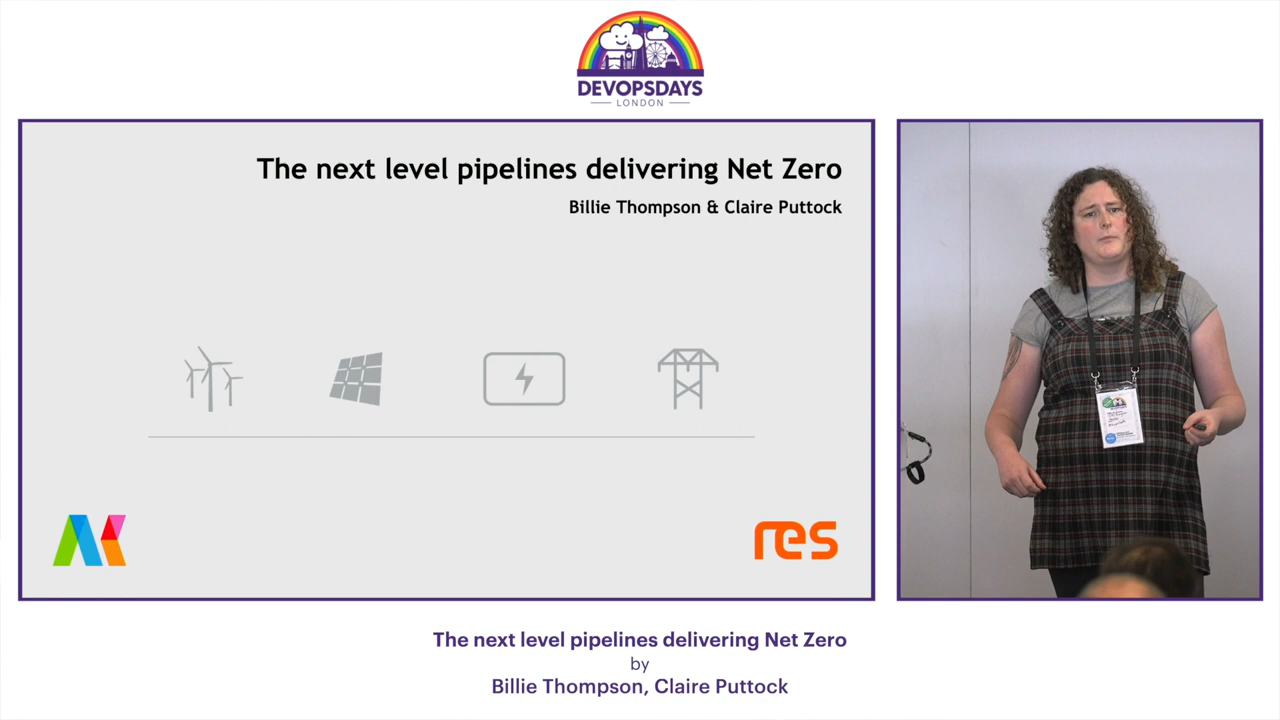 DEVOPSDAYS
LONDON
The next level pipelines delivering Net Zero
Billie Thompson & Claire Puttock
res
The next level pipelines delivering Net Zero
by
Billie Thompson, Claire Puttock